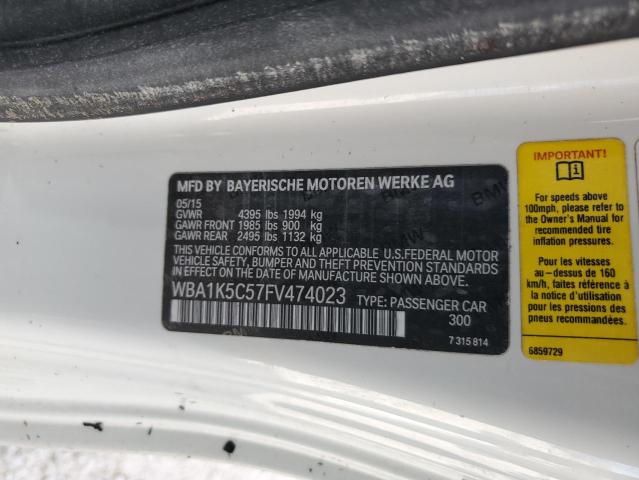 MFD BY BAYERISCHE MOTOREN WERKE AG
05/15
GVWR 4395 lbs 1994 kg
GAWR FRONT 1985 lbs 900 kg
GAWR REAR 2495 lbs 1132 kg
THIS VEHICLE CONFORMS TO ALL APPLICABLE U.S.FEDERAL MOTOR
VEHICLE SAFETY, BUMPER AND THEFT PREVENTION STANDARDS
IN EFFECT ON THE DATE OF MANUFACTURE SHOWN ABOVE.
WBA1K5C57FV474023 TYPE: PASSENGER CAR
300
7 315 814
IMPORTANT!
For speeds above
100mph, please refer to
the Owner's Manual for
recommended tire
inflation pressures.
Pour les vitesses
au-dessus de 160
km/h, faire référence à
la notice d'utilisation
pour les pressions des
pneus recommandées.
6859729